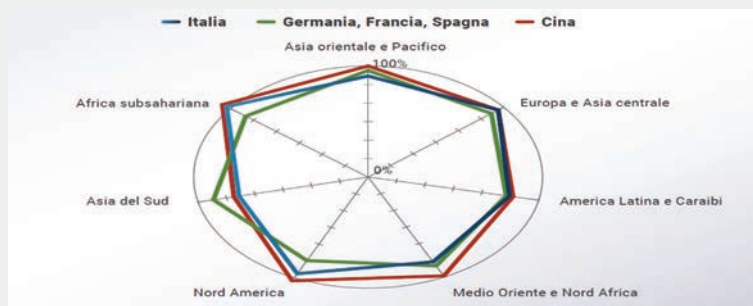 Italia Germania, Francia, Spagna Cina
Asia orientale e Pacifico
100%
Africa subsahariana
Europa e Asia centrale
0%
Asia del Sud
America Latina e Caraibi
Nord America
Medio Oriente e Nord Africa